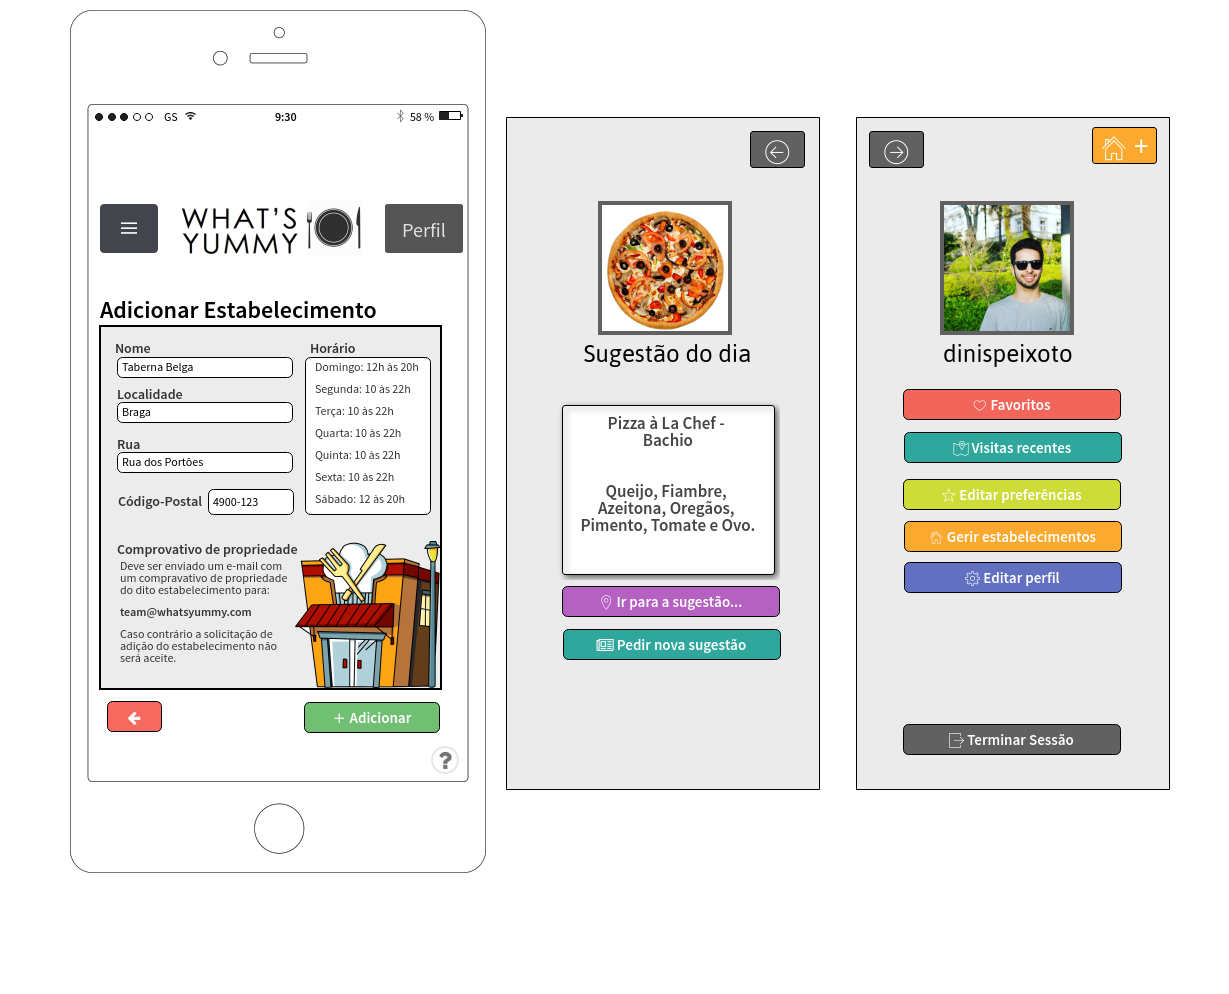 GS
9:30
58 %
WHAT'S
YUMMY
Perfil
Adicionar Estabelecimento
Nome
Taberna Belga
Localidade
Braga
Rua
Rua dos Portões
Código-Postal
4900-123
Horário
Domingo: 12h às 20h
Segunda: 10 às 22h
Terça: 10 às 22h
Quarta: 10 às 22h
Quinta: 10 às 22h
Sexta: 10 às 22h
Sábado: 12 às 20h
Comprovativo de propriedade
Deve ser enviado um e-mail com
um compravativo de propriedade
do dito estabelecimento para:
team@whatsyummy.com
Caso contrário a solicitação de
adição do estabelecimento não
será aceite.
+ Adicionar
?
Sugestão do dia
Pizza à La Chef -
Bachio
Queijo, Fiambre,
Azeitona, Oregãos,
Pimento, Tomate e Ovo.
Ir para a sugestão...
Pedir nova sugestão
+
dinispeixoto
Favoritos
Visitas recentes
Editar preferências
Gerir estabelecimentos
Editar perfil
Terminar Sessão